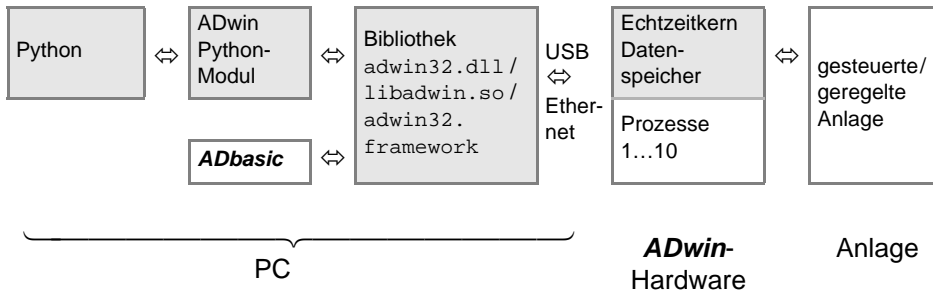 Python
⇔
ADwin
Python-
Modul
⇔
Bibliothek
adwin32.dll /
libadwin.so /
adwin32.
framework
USB
⇔
Ether-
net
Echtzeitkern
Daten-
speicher
Prozesse
1…10
⇔
gesteuerte/
geregelte
Anlage
ADbasic
⇔
PC
ADwin-
Hardware
Anlage